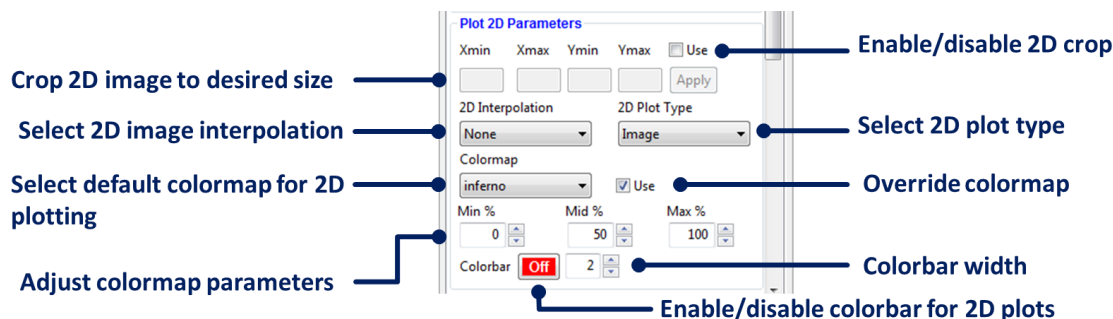 Plot 2D Parameters
Xmin Xmax Ymin Ymax Use
Enable/disable 2D crop
Crop 2D image to desired size
Apply
2D Interpolation 2D Plot Type
Select 2D image interpolation
None Image
Select 2D plot type
Colormap
Select default colormap for 2D
plotting
inferno Use
Override colormap
Min % Mid % Max %
0 50 100
Adjust colormap parameters
Colorbar Off 2
Colorbar width
Enable/disable colorbar for 2D plots